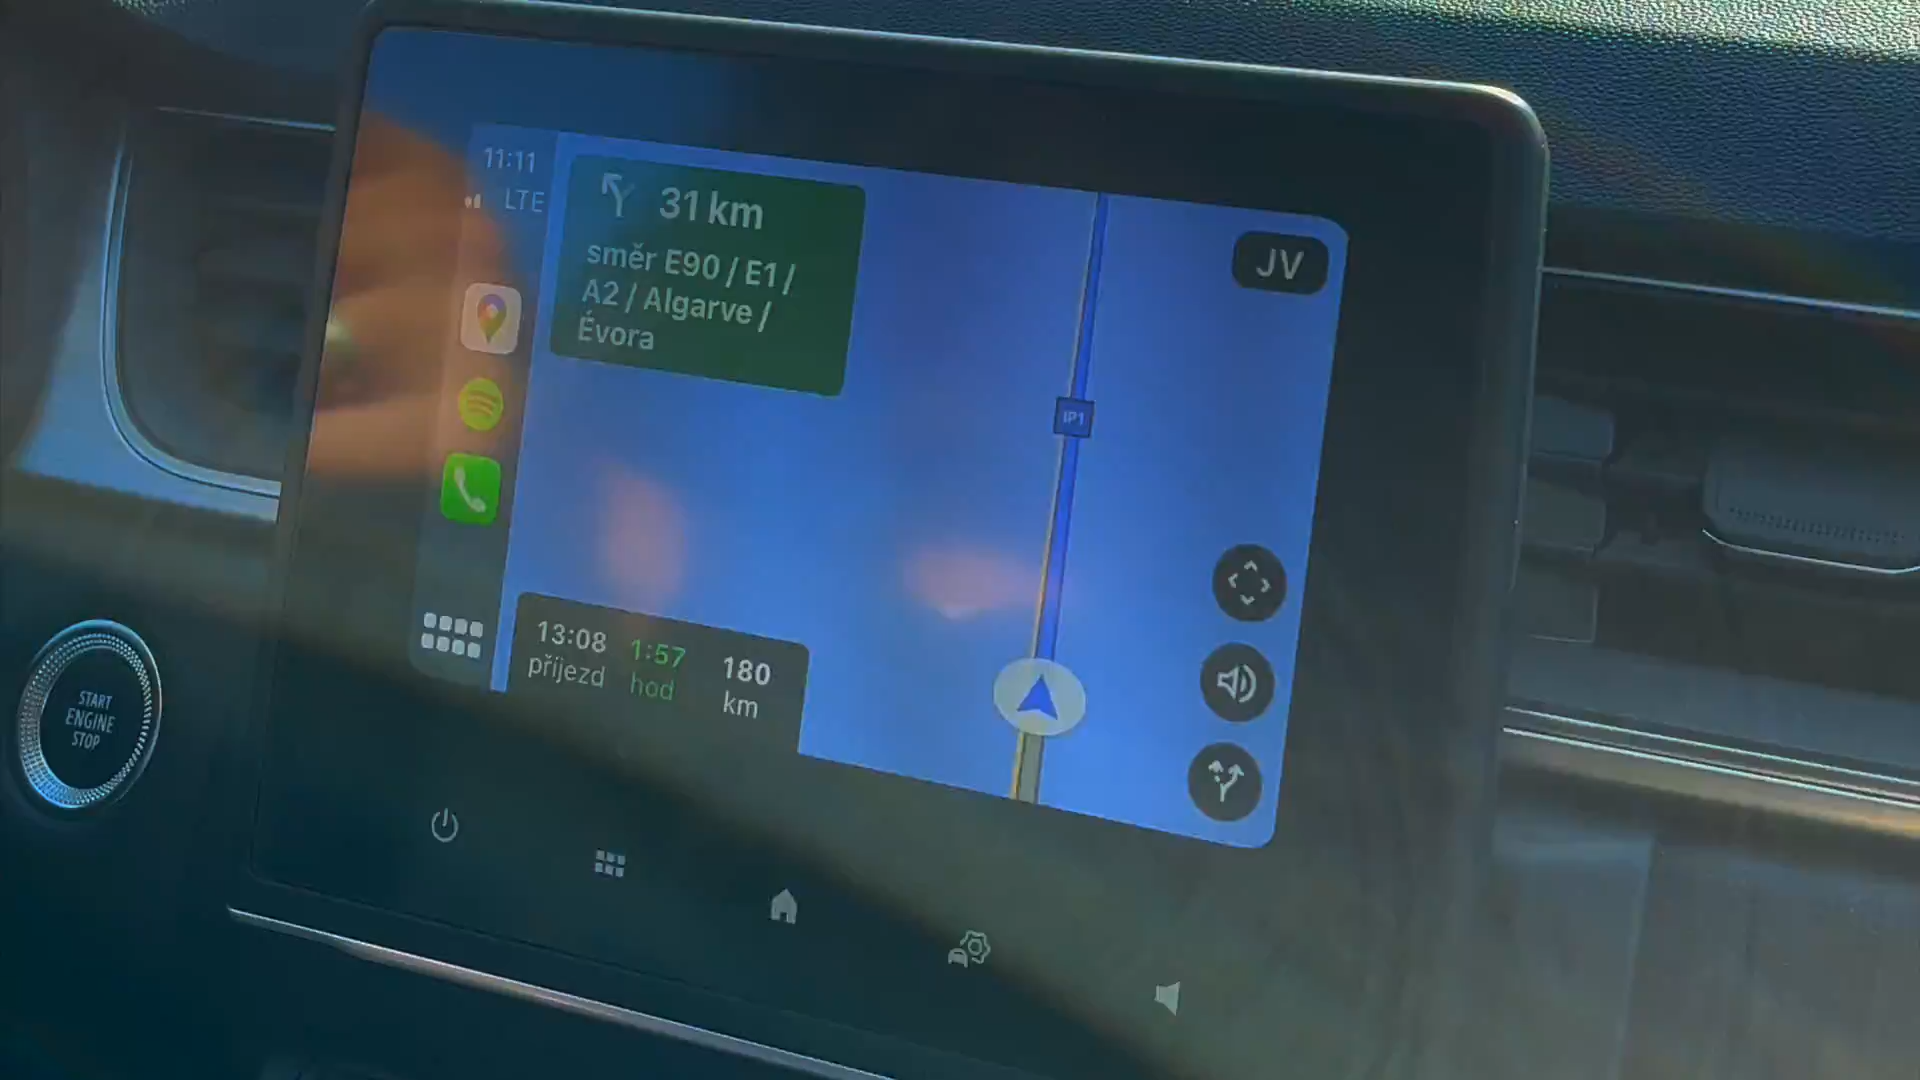 11:11
LTE
31 km
směr E90 / E1 /
A2 / Algarve /
Évora
JV
IP1
13:08
příjezd
1:57
hod
180
km
START
ENGINE
STOP